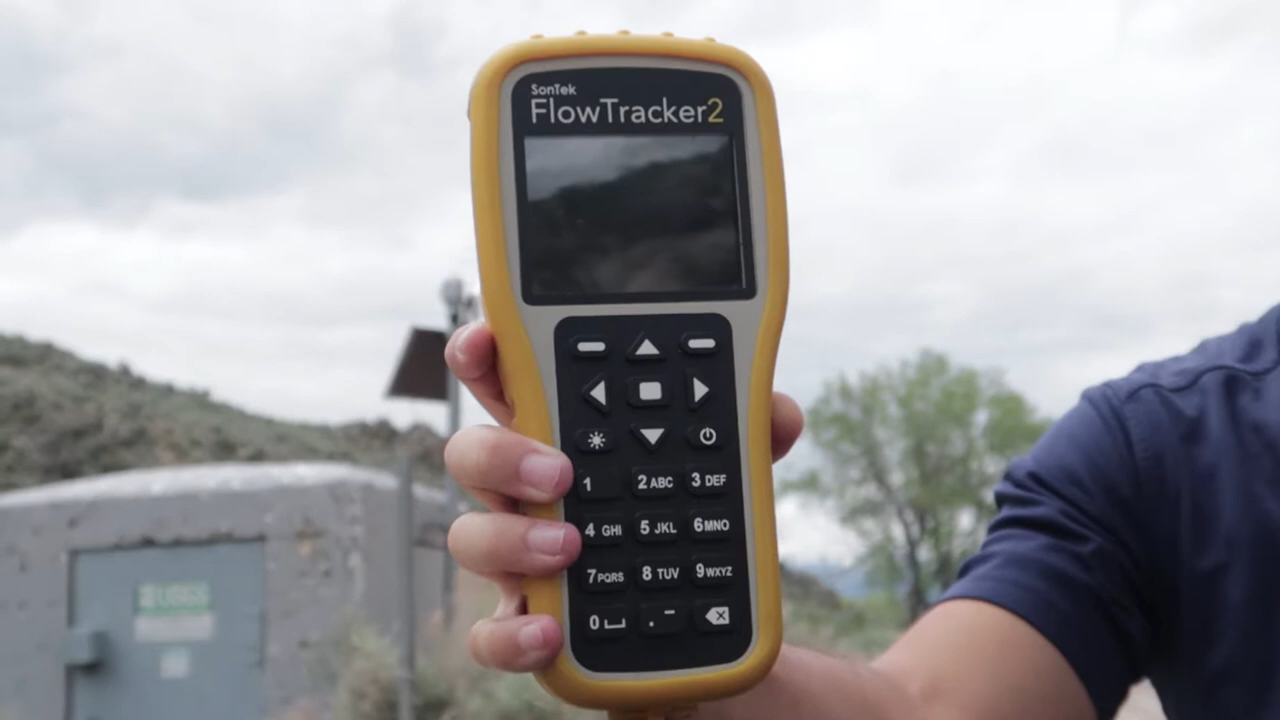 SonTek
FlowTracker2
1 2 ABC 3 DEF
4 GHI 5 JKL 6 MNO
7 PQRS 8 TUV 9 WXYZ
0 . -
USGS